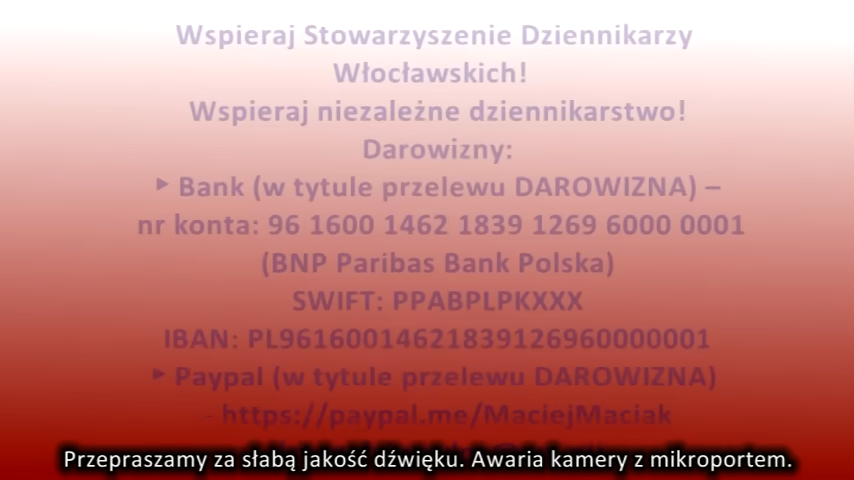 Wspieraj Stowarzyszenie Dziennikarzy
Włocławskich!
Wspieraj niezależne dziennikarstwo!
Darowizny:
▶ Bank (w tytule przelewu DAROWIZNA) –
nr konta: 96 1600 1462 1839 1269 6000 0001
(BNP Paribas Bank Polska)
SWIFT: PPABPLPKXXX
IBAN: PL96160014621839126960000001
▶ Paypal (w tytule przelewu DAROWIZNA)
- https://paypal.me/MaciejMaciak
Przepraszamy za słabą jakość dźwięku. Awaria kamery z mikroportem.